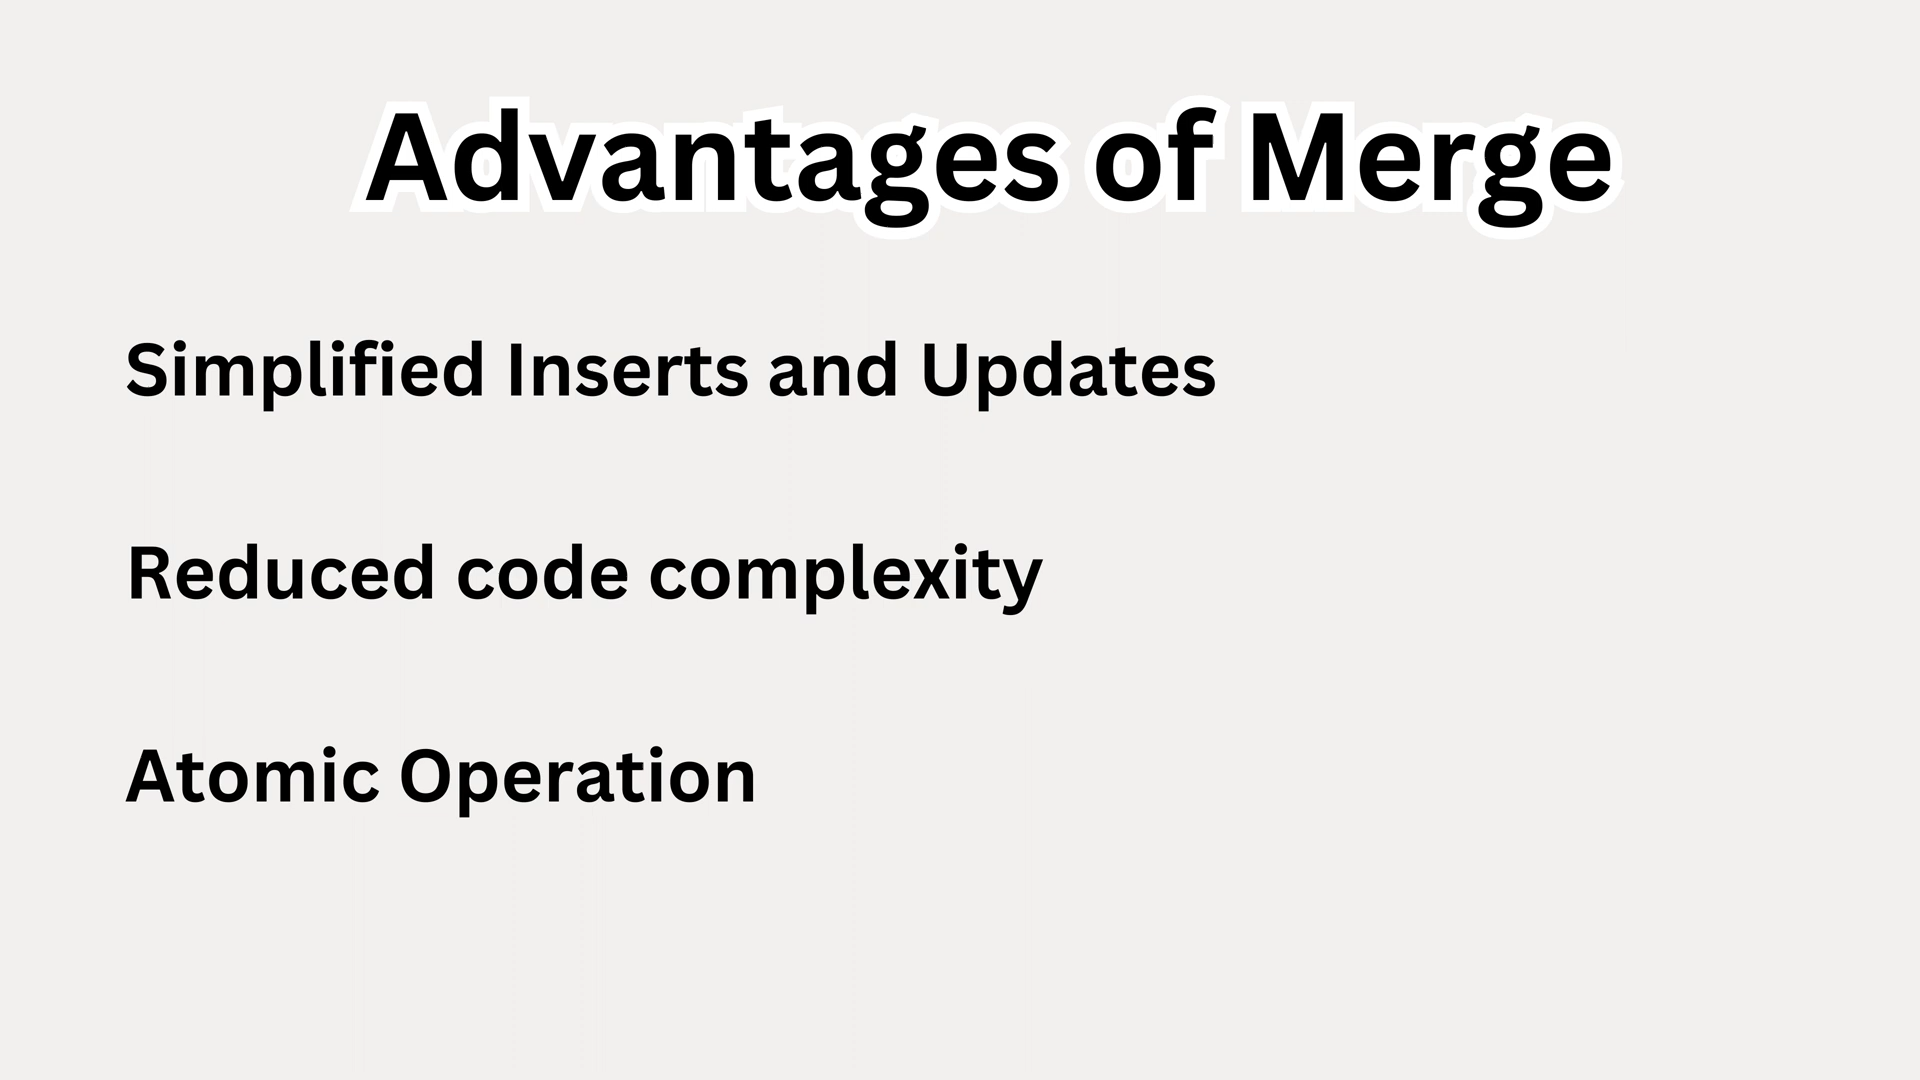 Advantages of Merge
Simplified Inserts and Updates
Reduced code complexity
Atomic Operation